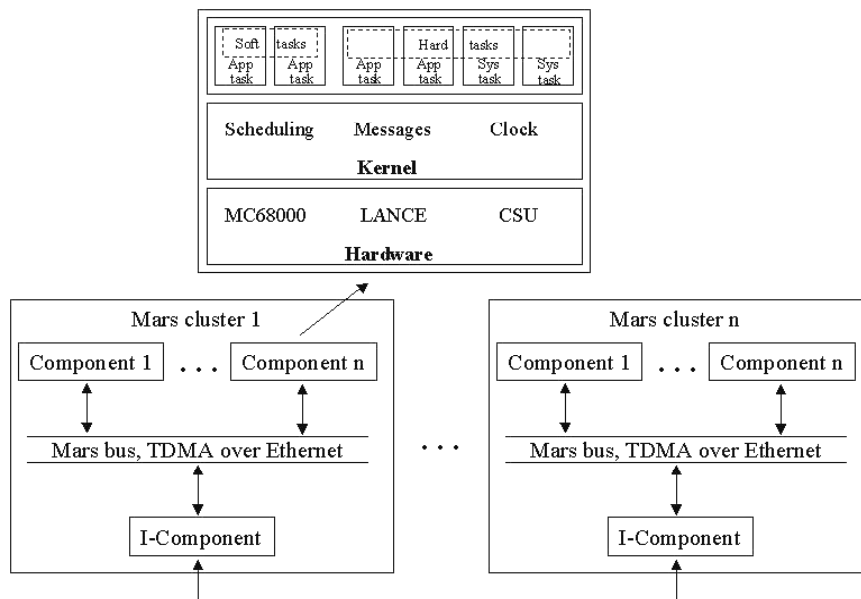 Soft tasks
Hard tasks
App task
App task
App task
App task
Sys task
Sys task
Scheduling Messages Clock
Kernel
MC68000 LANCE CSU
Hardware
Mars cluster 1
Component 1 . . . Component n
Mars bus, TDMA over Ethernet
I-Component
. . .
Mars cluster n
Component 1 . . . Component n
Mars bus, TDMA over Ethernet
I-Component